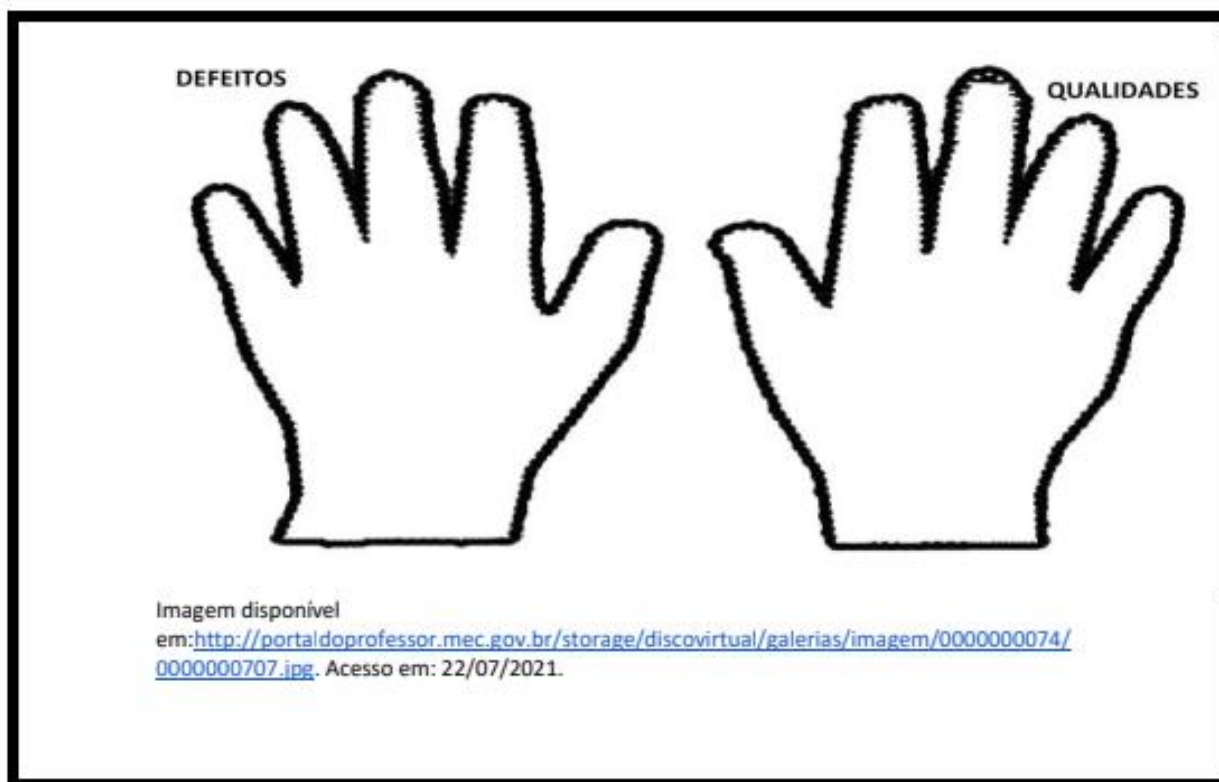 DEFEITOS
QUALIDADES
Imagem disponível
em:http://portaldoprofessor.mec.gov.br/storage/discovirtual/galerias/imagem/0000000074/
0000000707.jpg. Acesso em: 22/07/2021.